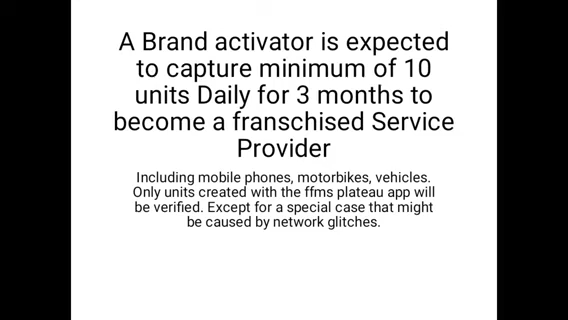 A Brand activator is expected
to capture minimum of 10
units Daily for 3 months to
become a franschised Service
Provider
Including mobile phones, motorbikes, vehicles.
Only units created with the ffms plateau app will
be verified. Except for a special case that might
be caused by network glitches.